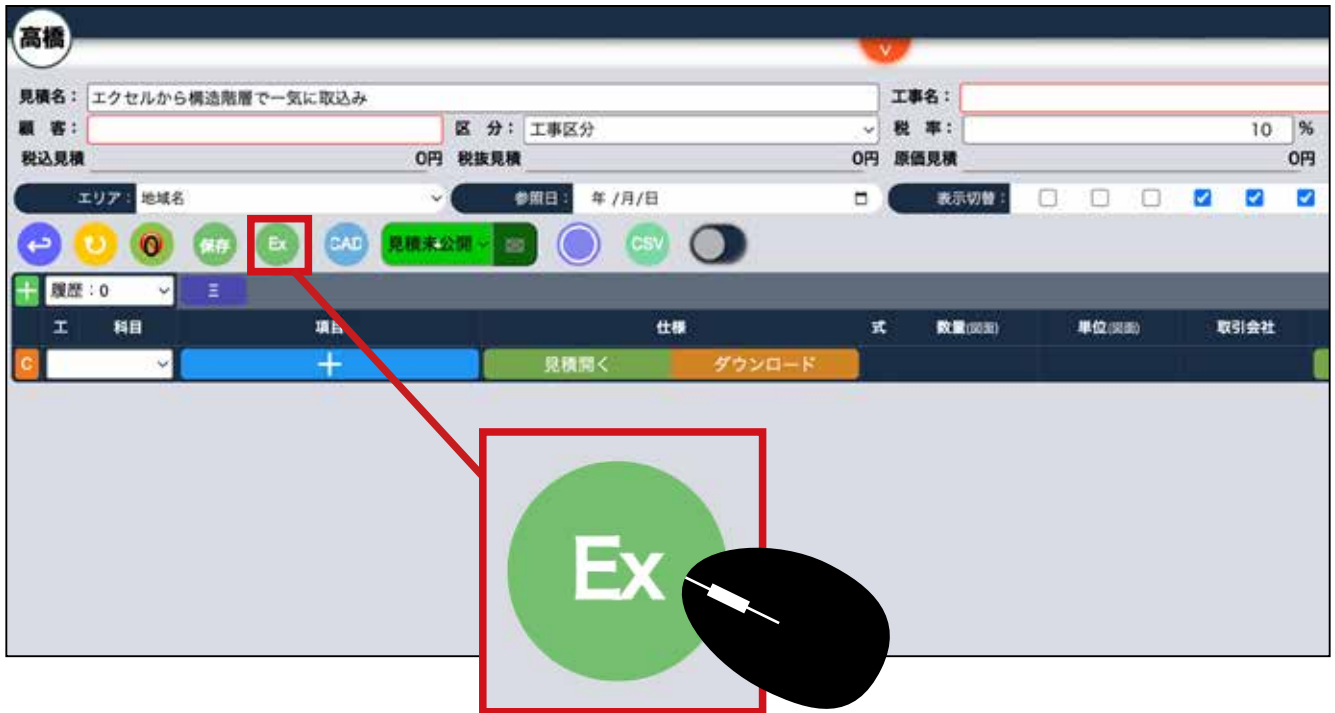 高橋
v
見積名： エクセルから構造階層で一気に取込み 工事名：
顧 客： 区 分： 工事区分 税 率： 10 %
税込見積 0円 税抜見積 0円 原価見積 0円
エリア： 地域名 参照日： 年 /月/日 表示切替：
保存 Ex CAD 見積未公開 CSV
+ 履歴：0 Ξ
工 科目 項目 仕様 式 数量(図面) 単位(図面) 取引会社
C + 見積開く ダウンロード
Ex